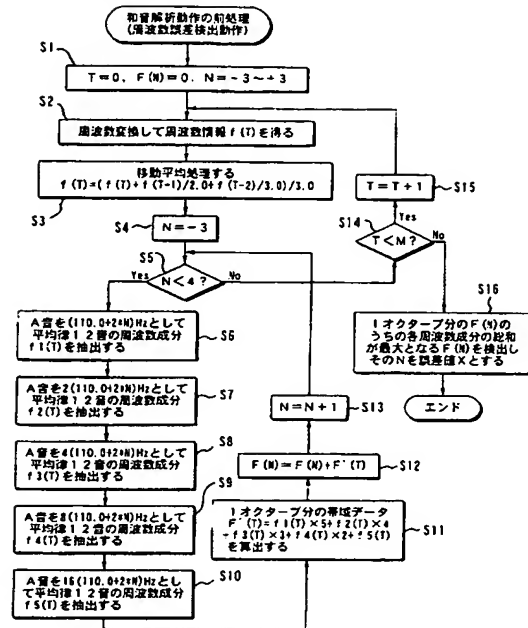 和音解析動作の前処理
(周波数誤差検出動作)
S1
T=0, F(N)=0. N=-3~+3
S2
周波数変換して周波数情報f(T)を得る
移動平均処理する
f(T)=(f(T)+f(T-1)/2.0+f(T-2)/3.0)/3.0
S3
S4
N=-3
S5
N<4?
Yes
No
A音を(110.0+2*N)Hzとして
平均律12音の周波数成分
f1(T)を抽出する
S6
A音を2(110.0+2*N)Hzとして
平均律12音の周波数成分
f2(T)を抽出する
S7
A音を4(110.0+2*N)Hzとして
平均律12音の周波数成分
f3(T)を抽出する
S8
A音を8(110.0+2*N)Hzとして
平均律12音の周波数成分
f4(T)を抽出する
S9
A音を16(110.0+2*N)Hzとし
て平均律12音の周波数成分
f5(T)を抽出する
S10
1オクターブ分の帯域データ
F'(T)=f1(T)×5+f2(T)×4
+f3(T)×3+f4(T)×2+f5(T)
を算出する
S11
F(N)=F(N)+F'(T)
S12
N=N+1
S13
S14
T<M?
Yes
No
T=T+1
S15
S16
1オクターブ分のF(N)の
うちの各周波数成分の総和
が最大となるF(N)を検出し
そのNを誤差値Xとする
エンド